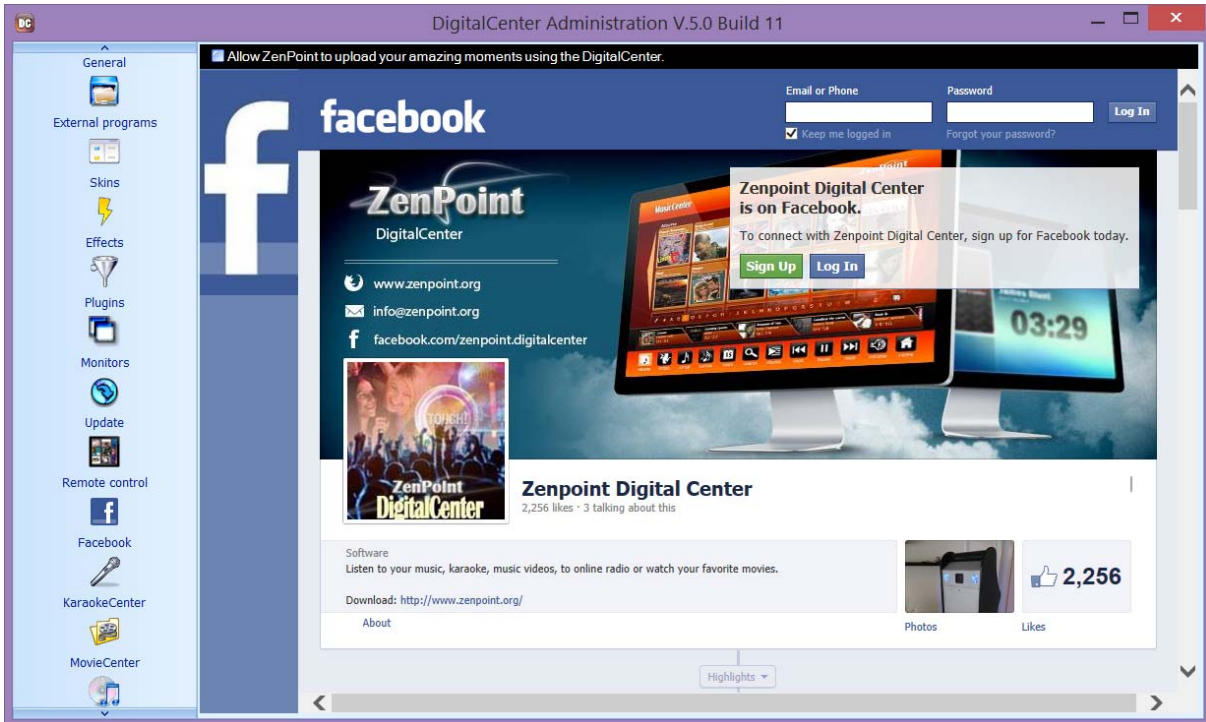 DC
DigitalCenter Administration V.5.0 Build 11
General
External programs
Skins
Effects
Plugins
Monitors
Update
Remote control
Facebook
KaraokeCenter
MovieCenter
Allow ZenPoint to upload your amazing moments using the DigitalCenter.
facebook
Email or Phone
Password
Log In
Keep me logged in
Forgot your password?
ZenPoint
DigitalCenter
www.zenpoint.org
info@zenpoint.org
facebook.com/zenpoint.digitalcenter
MusicCenter
Zenpoint Digital Center
is on Facebook.
To connect with Zenpoint Digital Center, sign up for Facebook today.
Sign Up
Log In
03:29
TOUCH!
ZenPoint
DigitalCenter
Zenpoint Digital Center
2,256 likes · 3 talking about this
Software
Listen to your music, karaoke, music videos, to online radio or watch your favorite movies.
Download: http://www.zenpoint.org/
About
2,256
Photos
Likes
Highlights